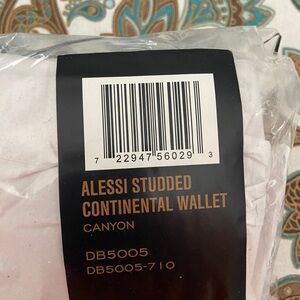 7 22947 56029 3
ALESSI STUDDED
CONTINENTAL WALLET
CANYON
DB5005
DB5005-710